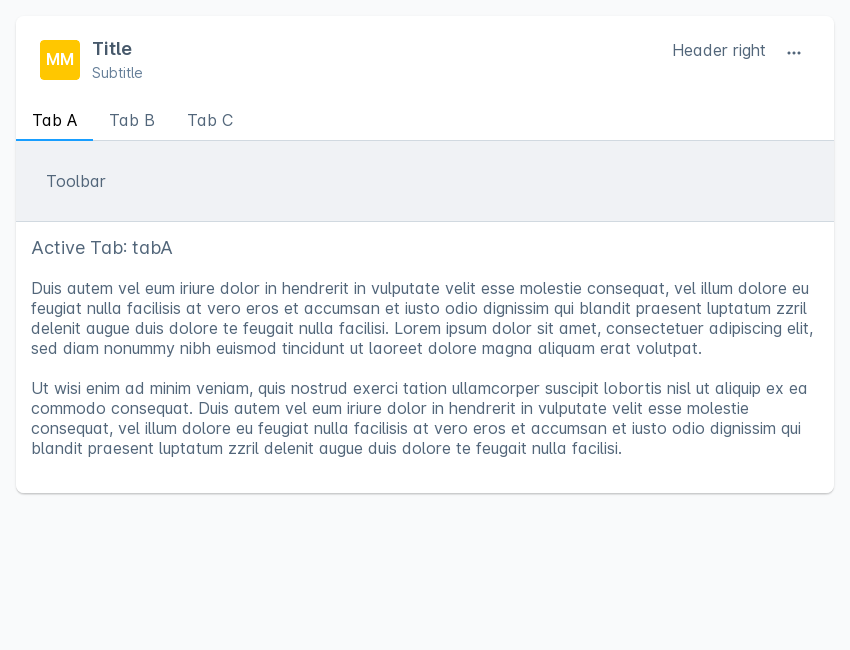 MM
Title
Subtitle
Header right
Tab A Tab B Tab C
Toolbar
Active Tab: tabA
Duis autem vel eum iriure dolor in hendrerit in vulputate velit esse molestie consequat, vel illum dolore eu
feugiat nulla facilisis at vero eros et accumsan et iusto odio dignissim qui blandit praesent luptatum zzril
delenit augue duis dolore te feugait nulla facilisi. Lorem ipsum dolor sit amet, consectetuer adipiscing elit,
sed diam nonummy nibh euismod tincidunt ut laoreet dolore magna aliquam erat volutpat.
Ut wisi enim ad minim veniam, quis nostrud exerci tation ullamcorper suscipit lobortis nisl ut aliquip ex ea
commodo consequat. Duis autem vel eum iriure dolor in hendrerit in vulputate velit esse molestie
consequat, vel illum dolore eu feugiat nulla facilisis at vero eros et accumsan et iusto odio dignissim qui
blandit praesent luptatum zzril delenit augue duis dolore te feugait nulla facilisi.